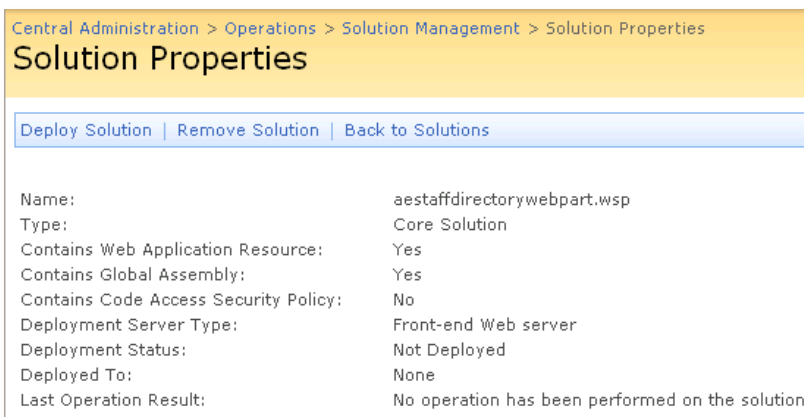 Central Administration > Operations > Solution Management > Solution Properties
Solution Properties
Deploy Solution | Remove Solution | Back to Solutions
Name: aestaffdirectorywebpart.wsp
Type: Core Solution
Contains Web Application Resource: Yes
Contains Global Assembly: Yes
Contains Code Access Security Policy: No
Deployment Server Type: Front-end Web server
Deployment Status: Not Deployed
Deployed To: None
Last Operation Result: No operation has been performed on the solution